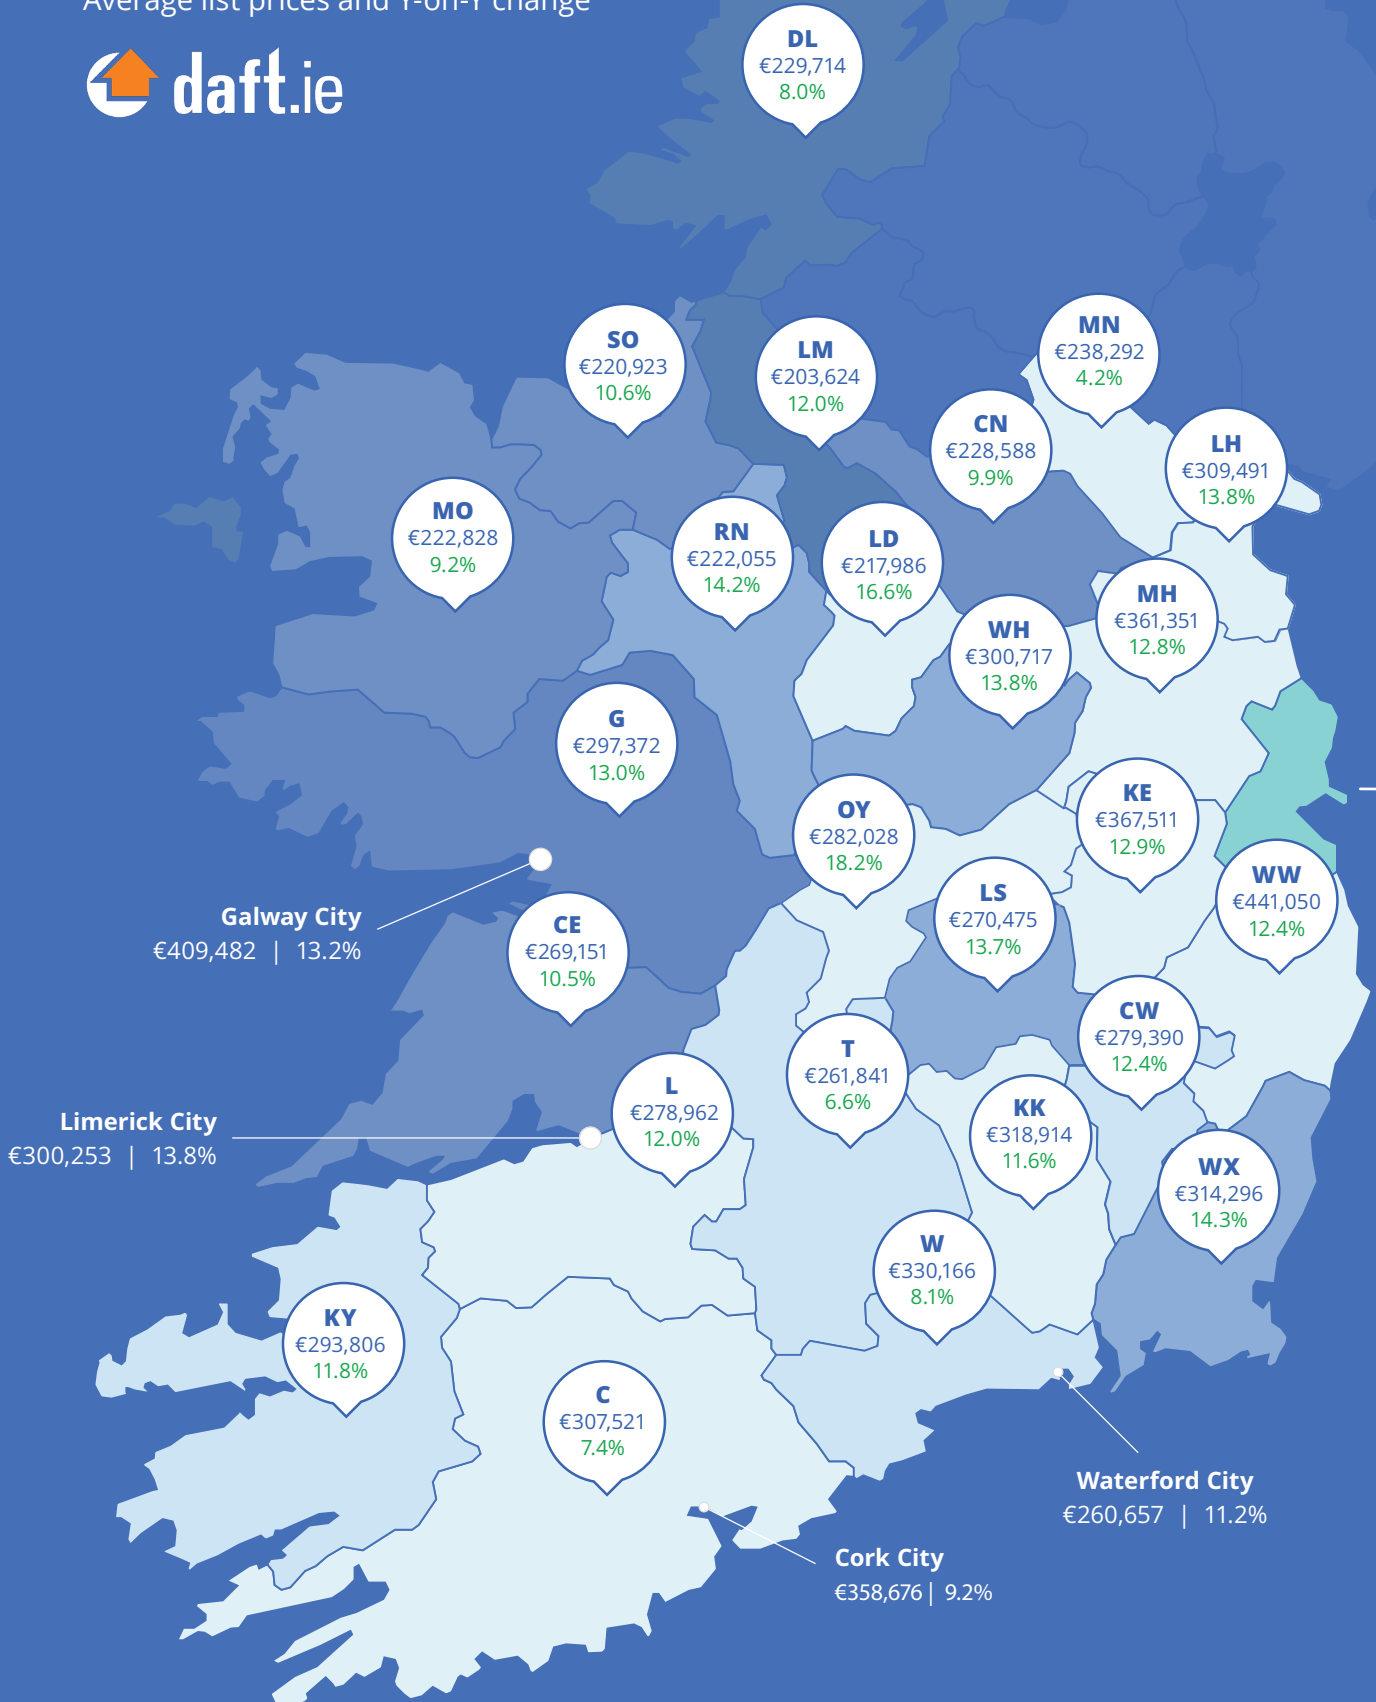 Average list prices and Y-on-Y change
daft.ie
DL
€229,714
8.0%
SO
€220,923
10.6%
LM
€203,624
12.0%
MN
€238,292
4.2%
CN
€228,588
9.9%
LH
€309,491
13.8%
MO
€222,828
9.2%
RN
€222,055
14.2%
LD
€217,986
16.6%
MH
€361,351
12.8%
WH
€300,717
13.8%
G
€297,372
13.0%
OY
€282,028
18.2%
KE
€367,511
12.9%
WW
€441,050
12.4%
LS
€270,475
13.7%
Galway City
€409,482 | 13.2%
CE
€269,151
10.5%
CW
€279,390
12.4%
T
€261,841
6.6%
L
€278,962
12.0%
KK
€318,914
11.6%
Limerick City
€300,253 | 13.8%
WX
€314,296
14.3%
W
€330,166
8.1%
KY
€293,806
11.8%
C
€307,521
7.4%
Waterford City
€260,657 | 11.2%
Cork City
€358,676 | 9.2%